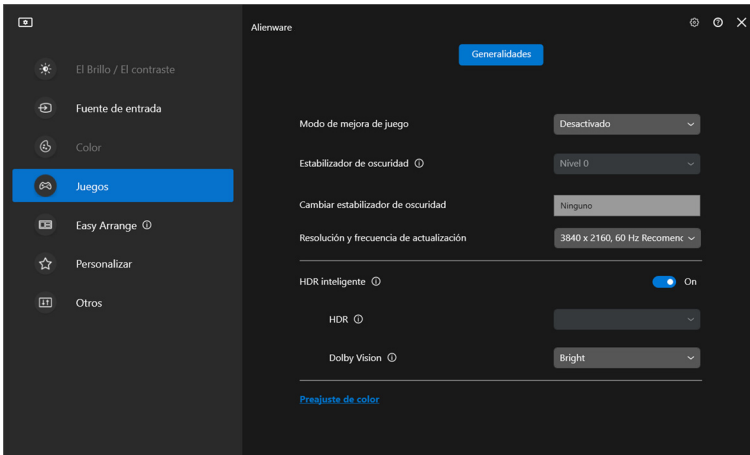 Alienware
Generalidades
El Brillo / El contraste
Fuente de entrada
Color
Juegos
Easy Arrange
Personalizar
Otros
Modo de mejora de juego
Desactivado
Estabilizador de oscuridad
Nivel 0
Cambiar estabilizador de oscuridad
Ninguno
Resolución y frecuencia de actualización
3840 x 2160, 60 Hz Recomenc
HDR inteligente
On
HDR
Dolby Vision
Bright
Preajuste de color